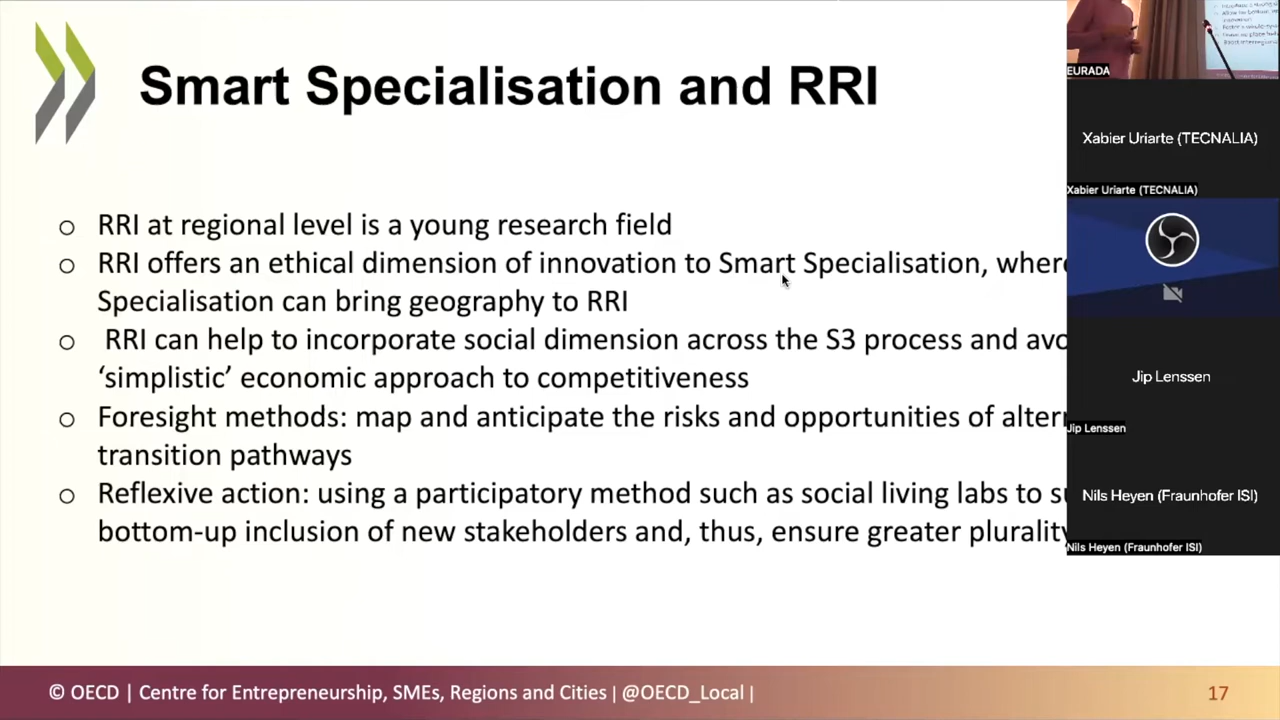 Smart Specialisation and RRI
EURADA
Xabier Uriarte (TECNALIA)
Xabier Uriarte (TECNALIA)
o RRI at regional level is a young research field
o RRI offers an ethical dimension of innovation to Smart Specialisation,
Specialisation can bring geography to RRI
o RRI can help to incorporate social dimension across the S3 process and
‘simplistic’ economic approach to competitiveness
Jip Lenssen
Jip Lenssen
o Foresight methods: map and anticipate the risks and opportunities of
transition pathways
o Reflexive action: using a participatory method such as social living labs to
bottom-up inclusion of new stakeholders and, thus, ensure greater plurality
Nils Heyen (Fraunhofer ISI)
Nils Heyen (Fraunhofer ISI)
© OECD | Centre for Entrepreneurship, SMEs, Regions and Cities | @OECD_Local |
17